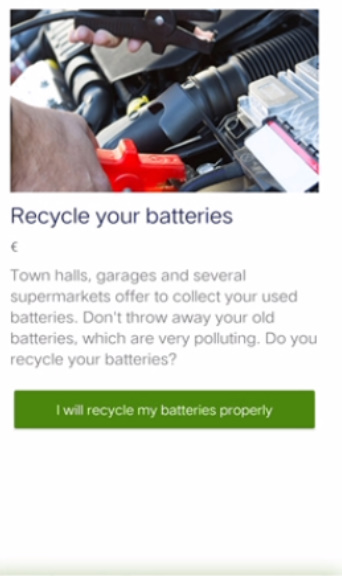 Recycle your batteries
€
Town halls, garages and several
supermarkets offer to collect your used
batteries. Don't throw away your old
batteries, which are very polluting. Do you
recycle your batteries?
I will recycle my batteries properly